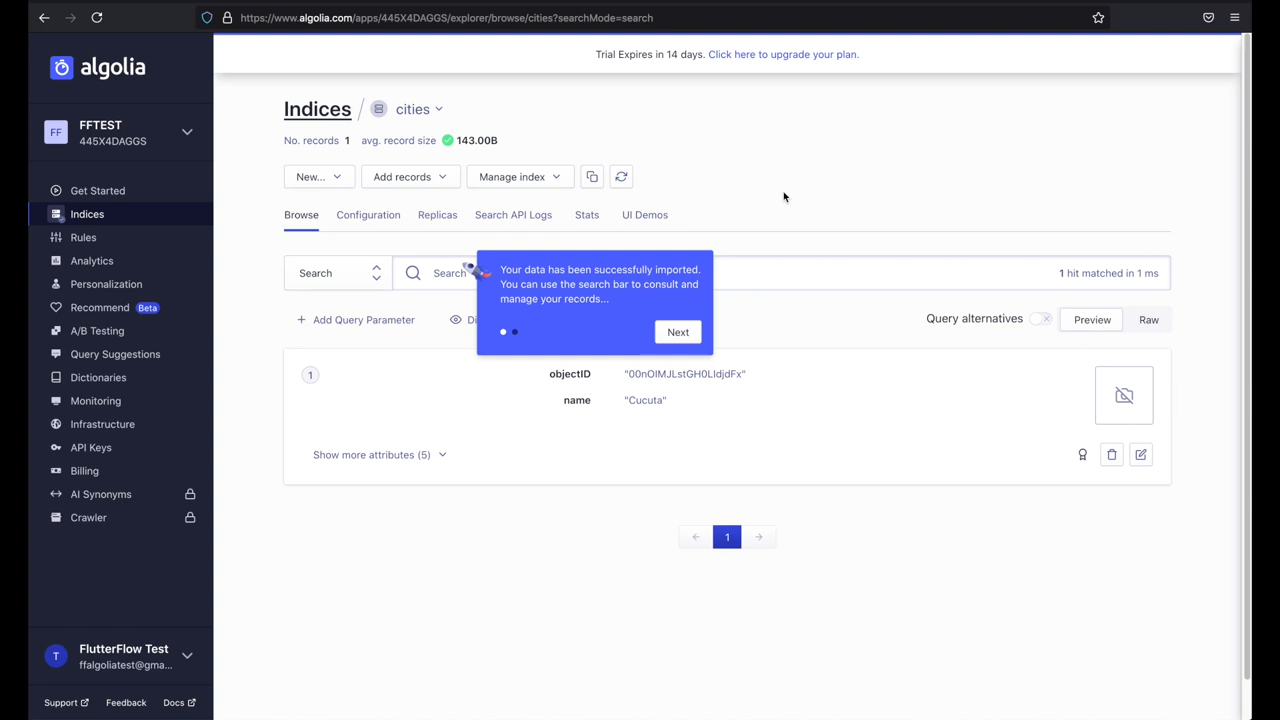 https://www.algolia.com/apps/445X4DAGGS/explorer/browse/cities?searchMode=search
algolia
FF
FFTEST
445X4DAGGS
Get Started
Indices
Rules
Analytics
Personalization
Recommend Beta
A/B Testing
Query Suggestions
Dictionaries
Monitoring
Infrastructure
API Keys
Billing
AI Synonyms
Crawler
T
FlutterFlow Test
ffalgoliatest@gma...
Support Feedback Docs
Trial Expires in 14 days. Click here to upgrade your plan.
Indices / cities
No. records 1 avg. record size 143.00B
New... Add records Manage index
Browse Configuration Replicas Search API Logs Stats UI Demos
Search Search 1 hit matched in 1 ms
Your data has been successfully imported.
You can use the search bar to consult and
manage your records...
Next
+ Add Query Parameter Di Query alternatives Preview Raw
1 objectID "00nOIMJLstGH0LIdjdFx"
name "Cucuta"
Show more attributes (5)
1